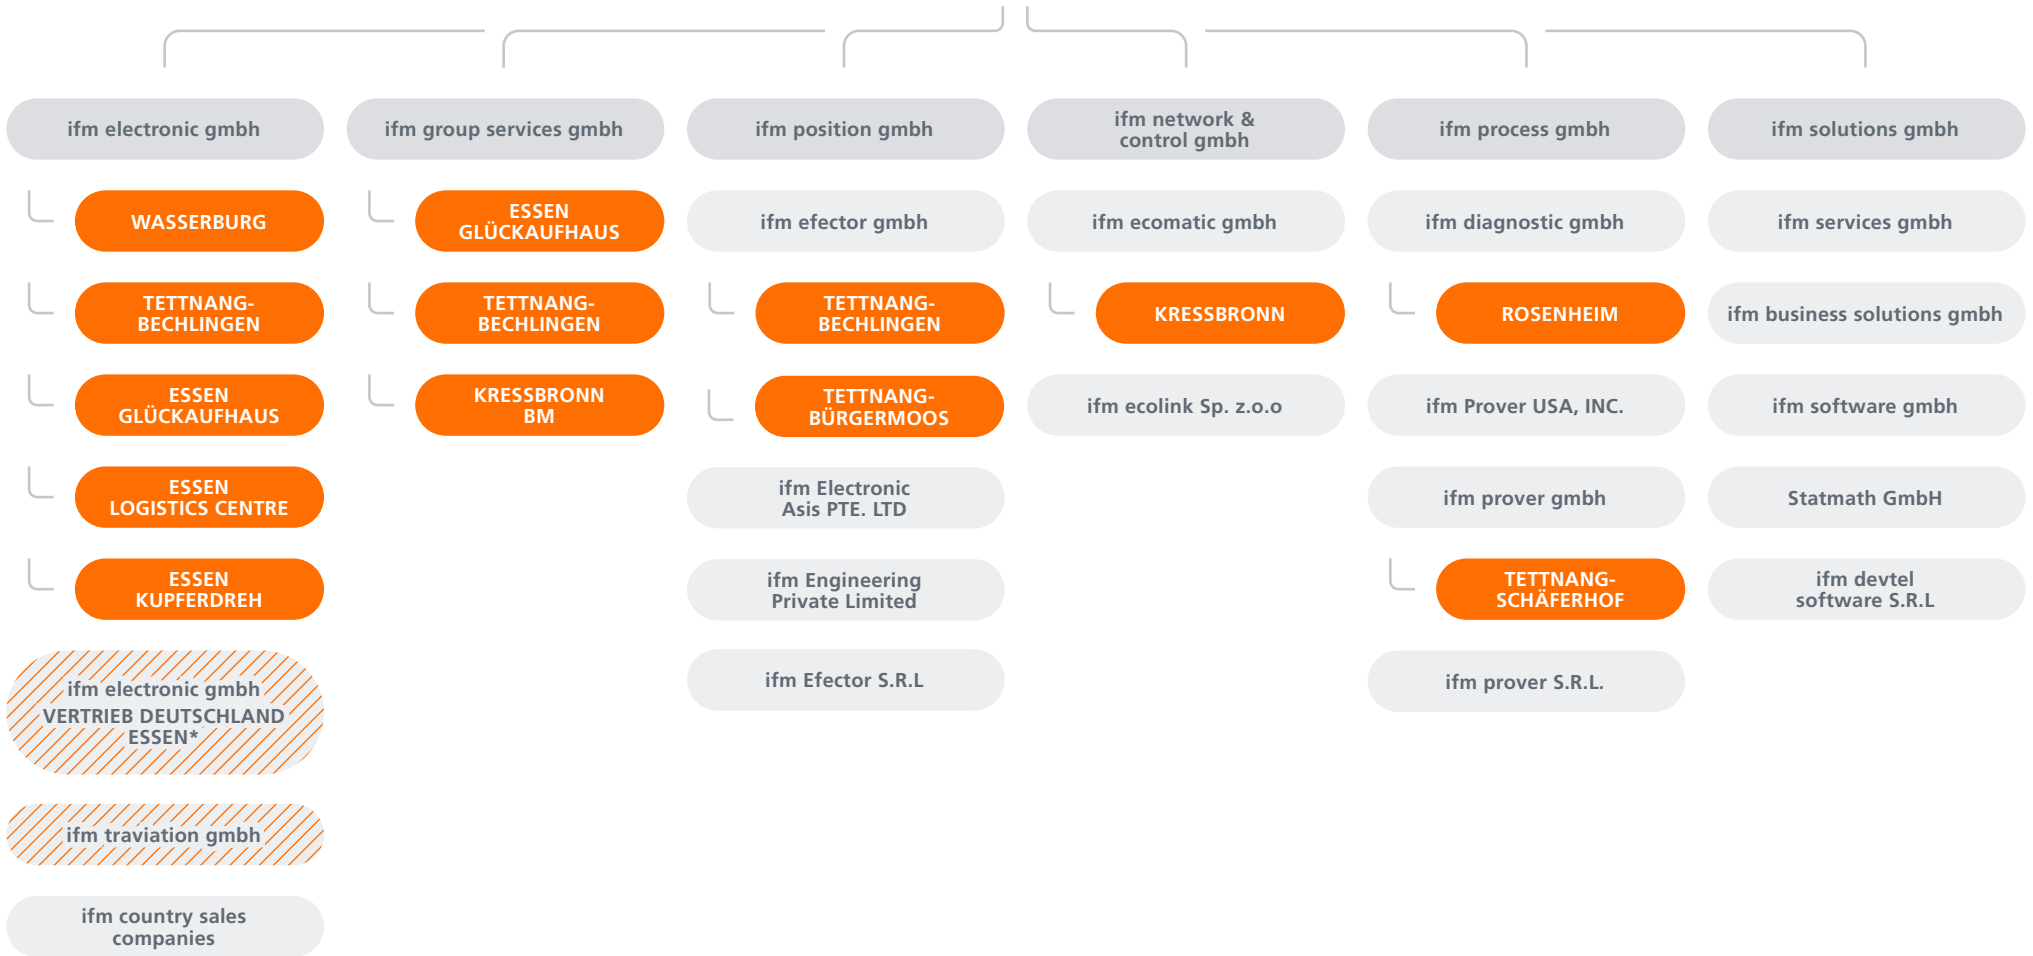 ifm electronic gmbh
WASSERBURG
TETTNANG-
BECHLINGEN
ESSEN
GLÜCKAUFHAUS
ESSEN
LOGISTICS CENTRE
ESSEN
KUPFERDREH
ifm electronic gmbh
VERTRIEB DEUTSCHLAND
ESSEN*
ifm traviation gmbh
ifm country sales
companies
ifm group services gmbh
ESSEN
GLÜCKAUFHAUS
TETTNANG-
BECHLINGEN
KRESSBRONN
BM
ifm position gmbh
ifm efector gmbh
TETTNANG-
BECHLINGEN
TETTNANG-
BÜRGERMOOS
ifm Electronic
Asis PTE. LTD
ifm Engineering
Private Limited
ifm Efector S.R.L
ifm network &
control gmbh
ifm ecomatic gmbh
KRESSBRONN
ifm ecolink Sp. z.o.o
ifm process gmbh
ifm diagnostic gmbh
ROSENHEIM
ifm Prover USA, INC.
ifm prover gmbh
TETTNANG-
SCHÄFERHOF
ifm prover S.R.L.
ifm solutions gmbh
ifm services gmbh
ifm business solutions gmbh
ifm software gmbh
Statmath GmbH
ifm devtel
software S.R.L